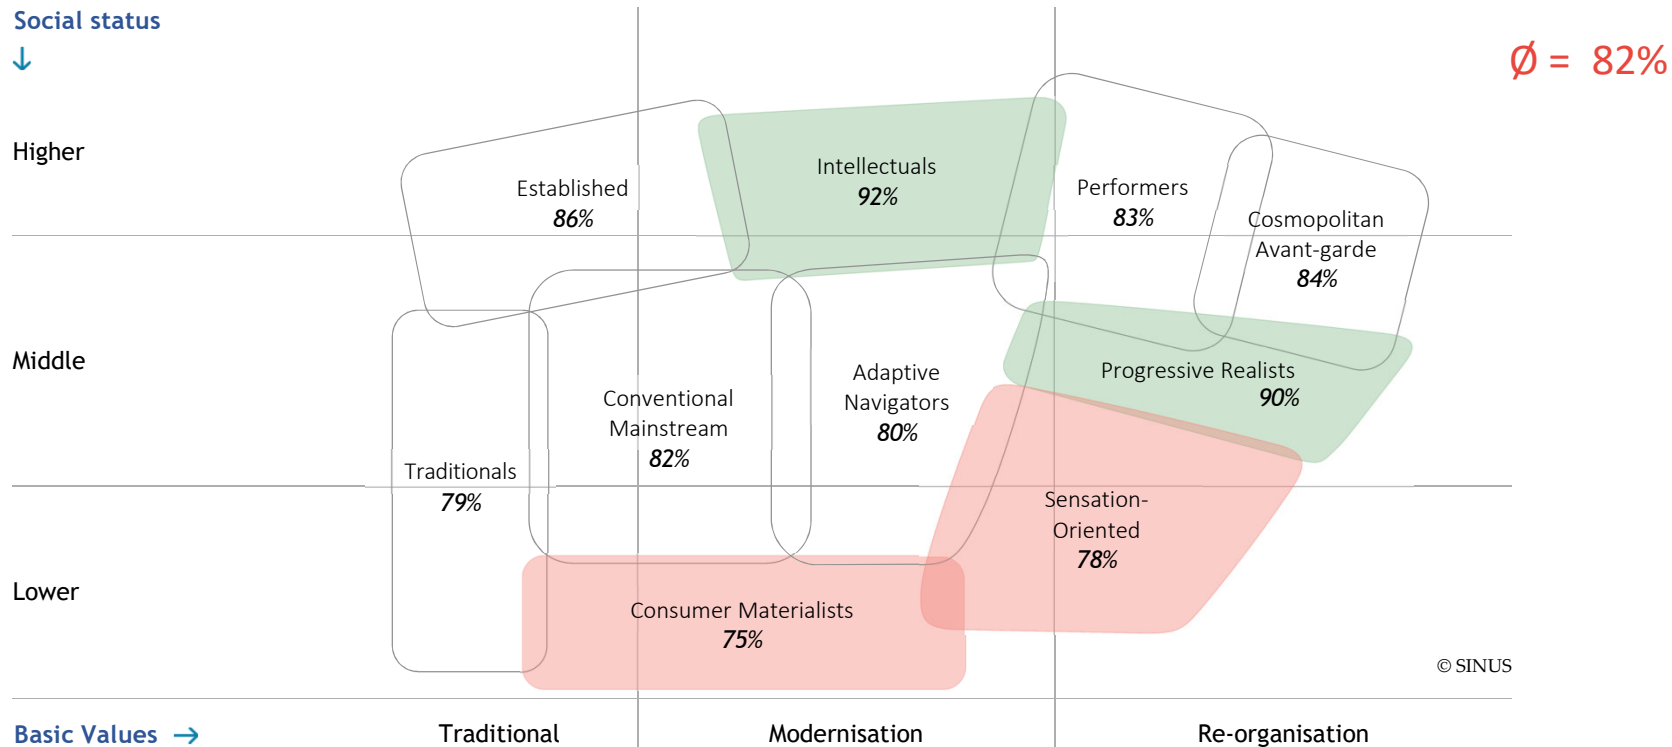 Social status
↓
Ø = 82%
Higher
Established
86%
Intellectuals
92%
Performers
83%
Cosmopolitan
Avant-garde
84%
Middle
Traditionals
79%
Conventional
Mainstream
82%
Adaptive
Navigators
80%
Progressive Realists
90%
Sensation-
Oriented
78%
Lower
Consumer Materialists
75%
© SINUS
Basic Values →
Traditional
Modernisation
Re-organisation